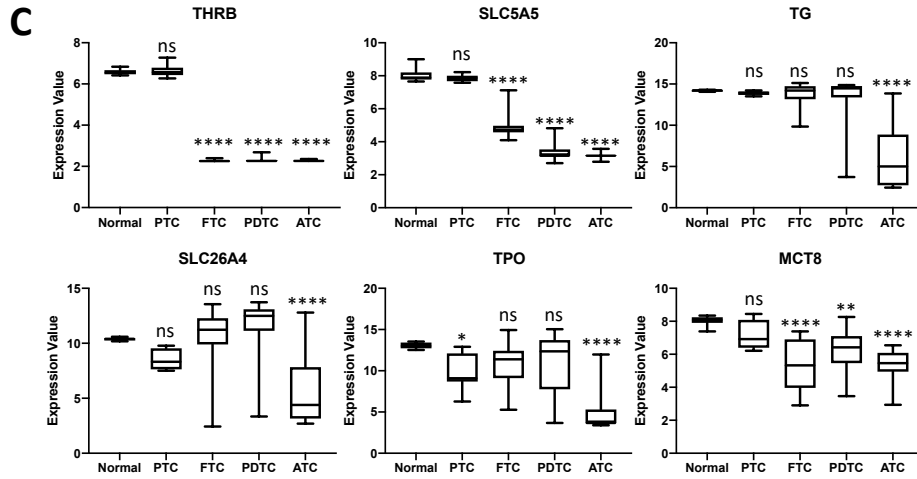 C
THRB
SLC5A5
TG
Expression Value
8
6
4
2
0
ns
****
****
****
Normal
PTC
FTC
PDTC
ATC
Expression Value
10
8
6
4
2
0
ns
****
****
****
Normal
PTC
FTC
PDTC
ATC
Expression Value
20
15
10
5
0
ns
ns
ns
****
Normal
PTC
FTC
PDTC
ATC
SLC26A4
TPO
MCT8
Expression Value
15
10
5
0
ns
ns
ns
****
Normal
PTC
FTC
PDTC
ATC
Expression Value
20
15
10
5
0
*
ns
ns
****
Normal
PTC
FTC
PDTC
ATC
Expression Value
10
8
6
4
2
0
ns
****
**
****
Normal
PTC
FTC
PDTC
ATC